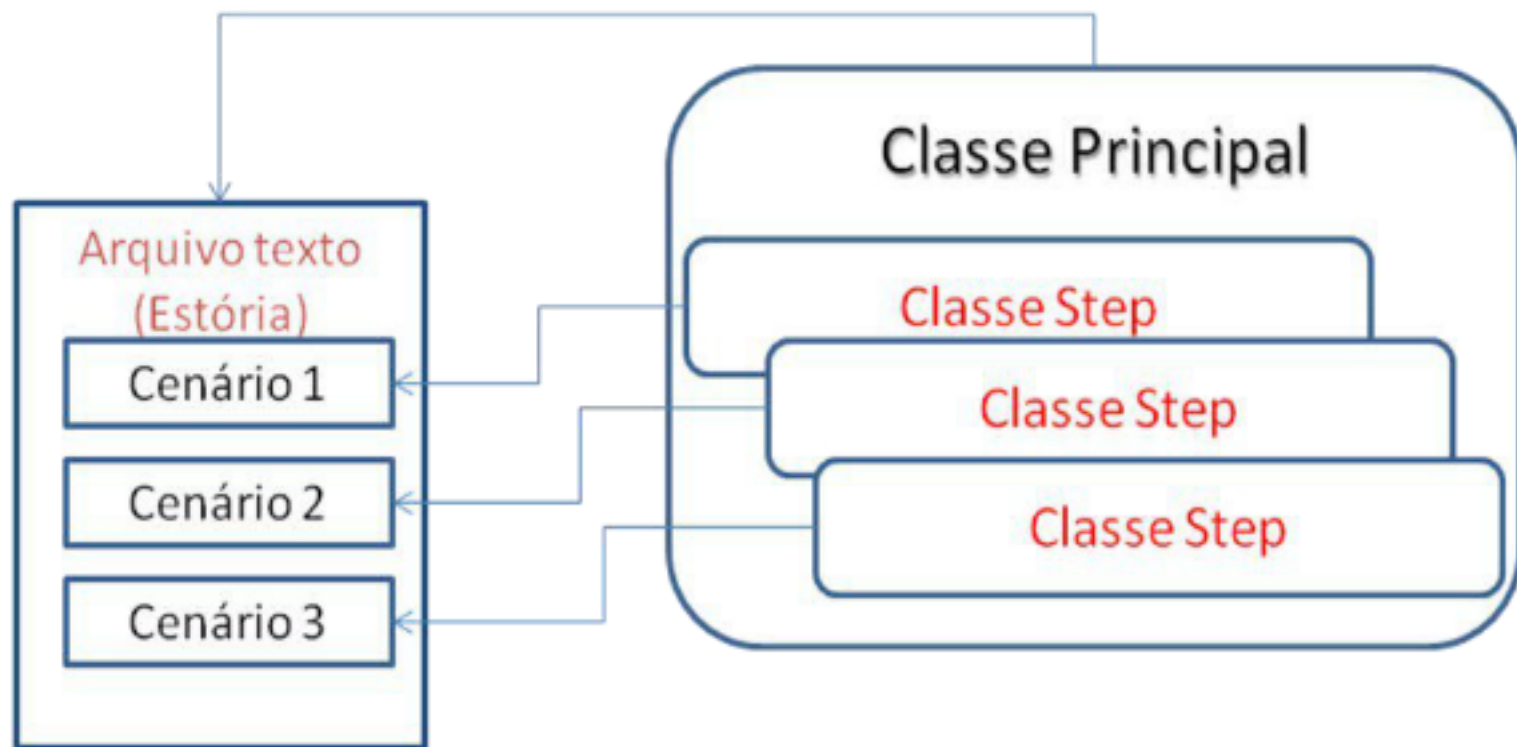 Arquivo texto
(Estória)
Cenário 1
Cenário 2
Cenário 3
Classe Principal
Classe Step
Classe Step
Classe Step